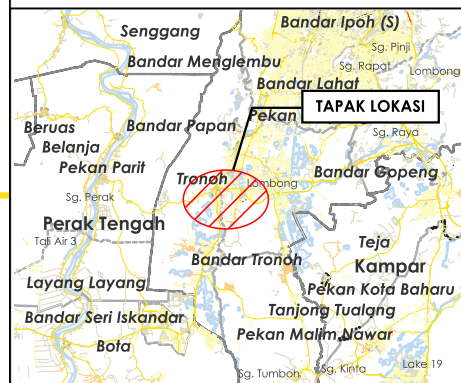 Senggang
Bandar Ipoh (S)
Sg. Pinji
Bandar Menglembu
Sg. Rapat
Lombong
Bandar Lahat
TAPAK LOKASI
Pekan
Beruas
Bandar Papan
Sg. Raya
Belanja
Pekan Parit
Bandar Gopeng
Tronoh
Lombong
Sg. Perak
Perak Tengah
Tali Air 3
Teja
Bandar Tronoh
Kampar
Layang Layang
Pekan Kota Baharu
Tanjong Tualang
Bandar Seri Iskandar
Pekan Malim Nawar
Bota
Sg. Tumboh
Sg. Kinta
Lake 19